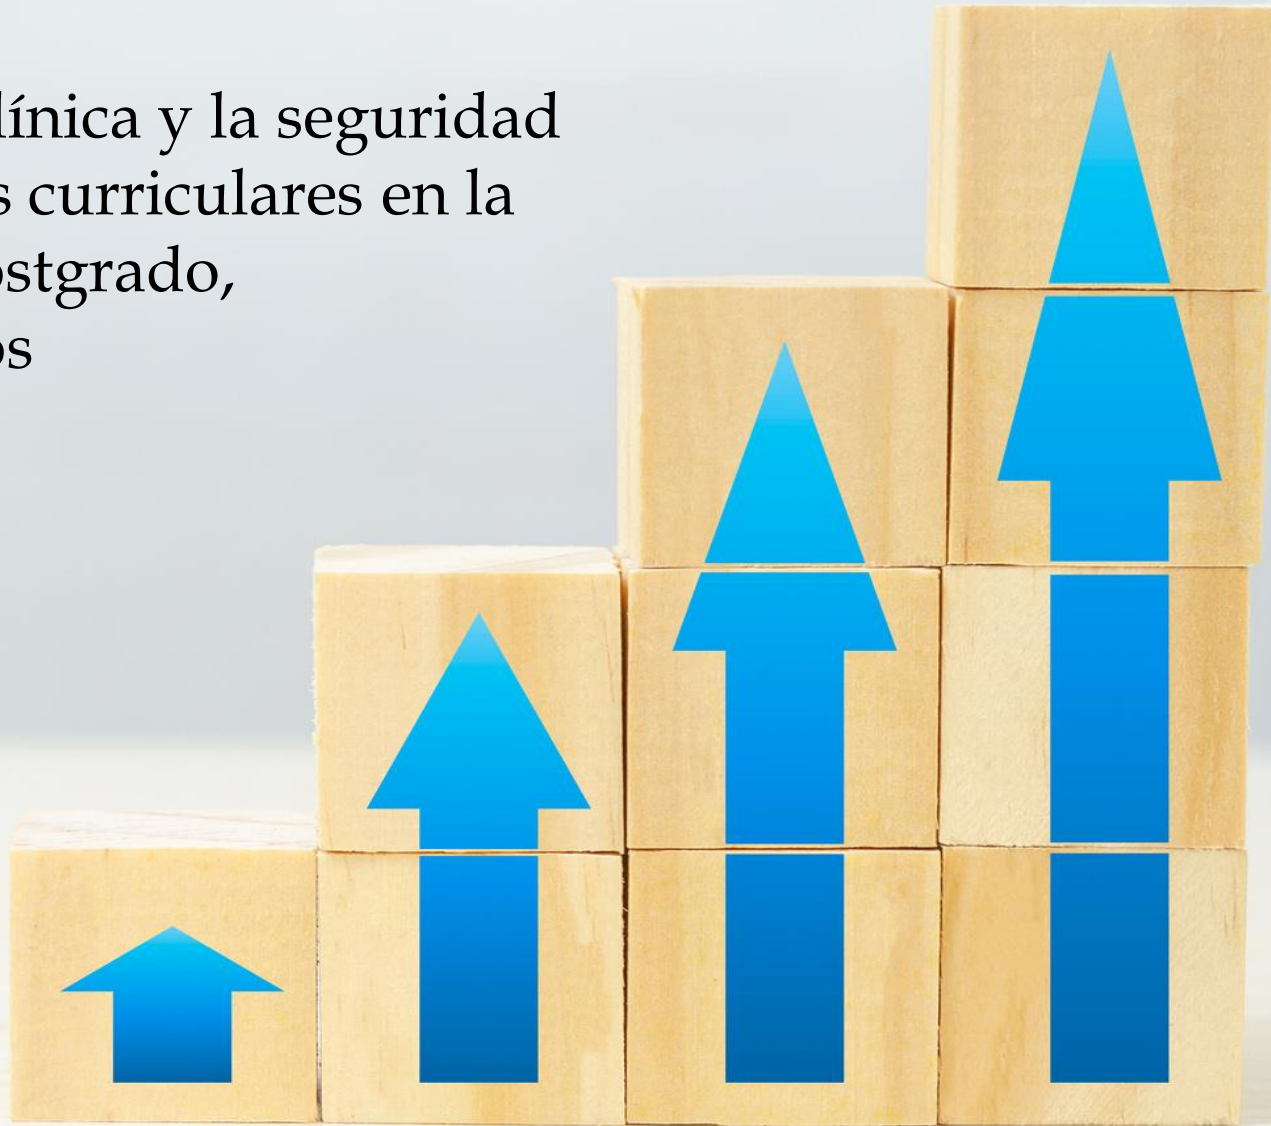 línica y la seguridad
s curriculares en la
ostgrado,
os